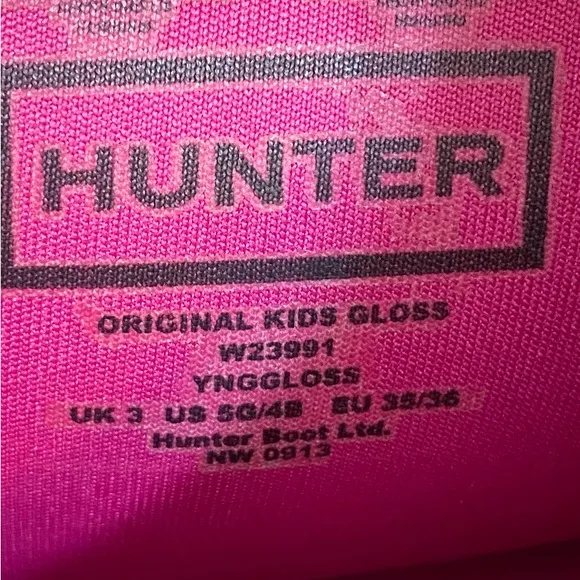 HUNTER
ORIGINAL KIDS GLOSS
W23991
YNGGLOSS
UK 3 US 5G/4B EU 35/36
Hunter Boot Ltd.
NW 0913